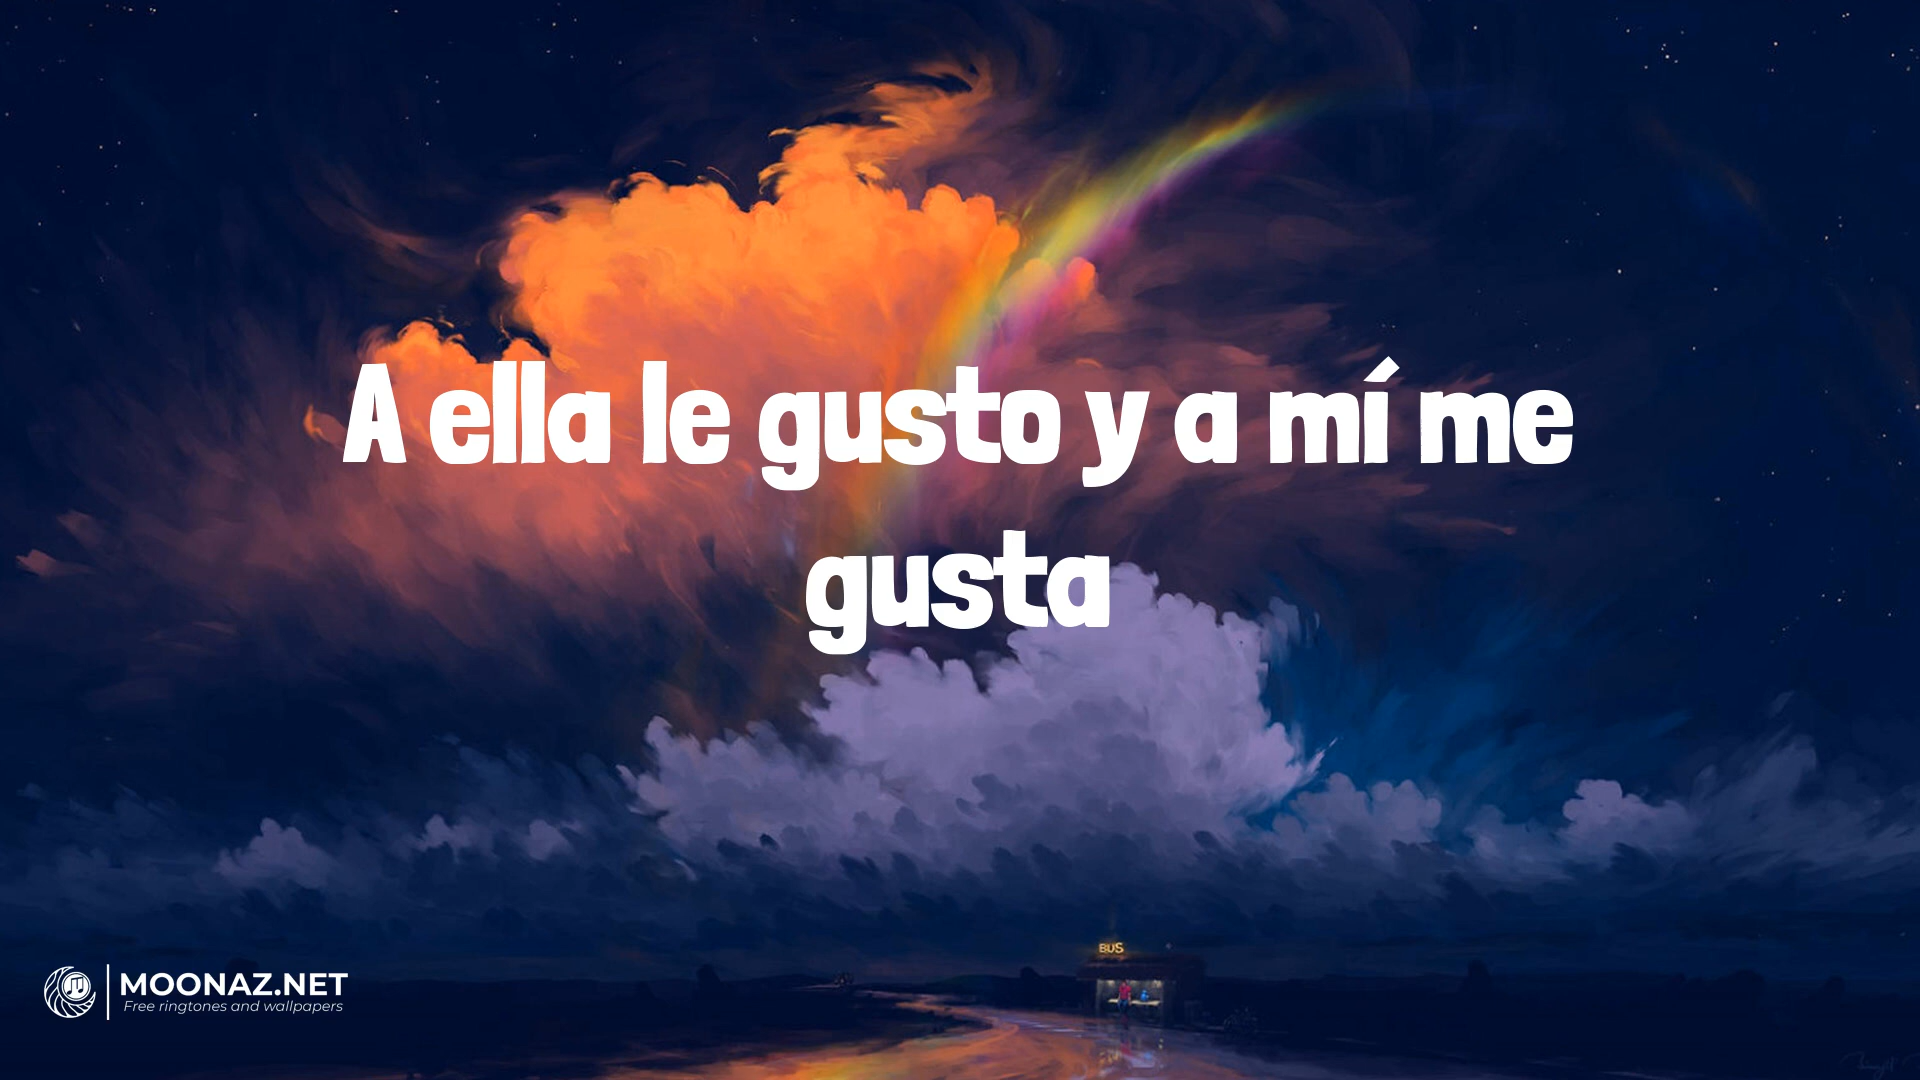 A ella le gusto y a mí me
gusta
BUS
MOONAZ.NET
Free ringtones and wallpapers